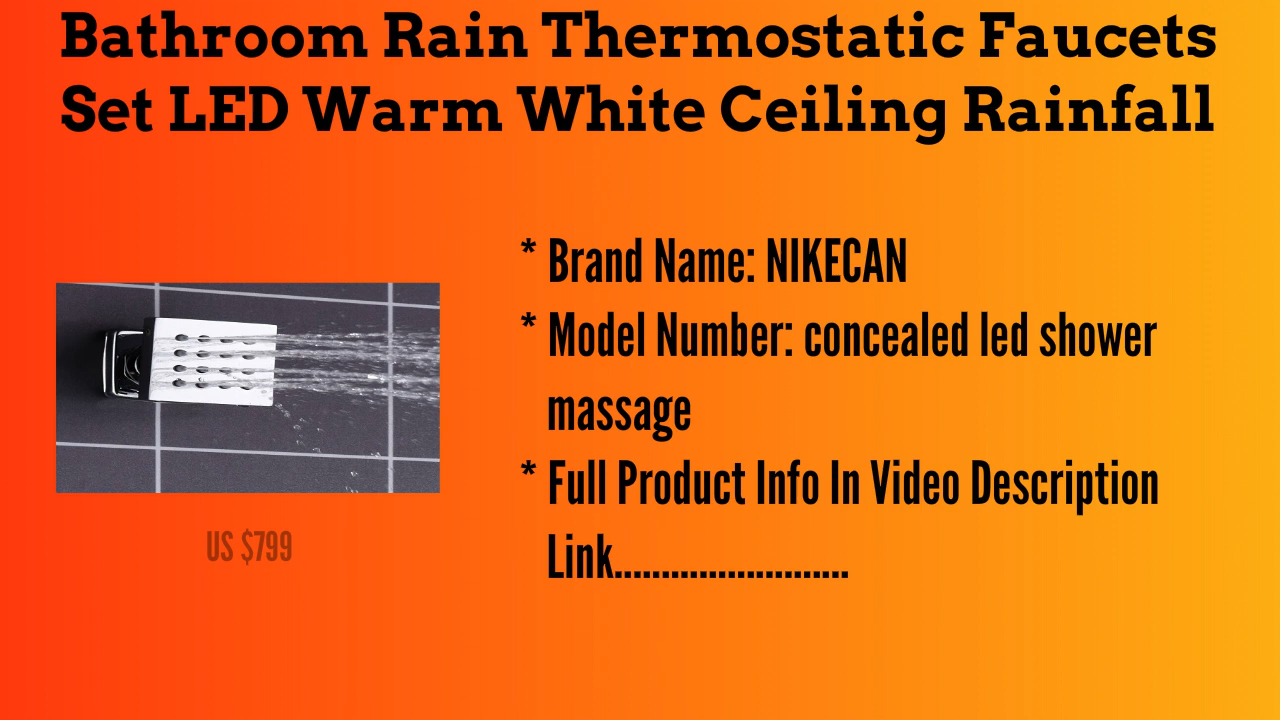 Bathroom Rain Thermostatic Faucets
Set LED Warm White Ceiling Rainfall
* Brand Name: NIKECAN
* Model Number: concealed led shower
massage
* Full Product Info In Video Description
Link.........................
US $799